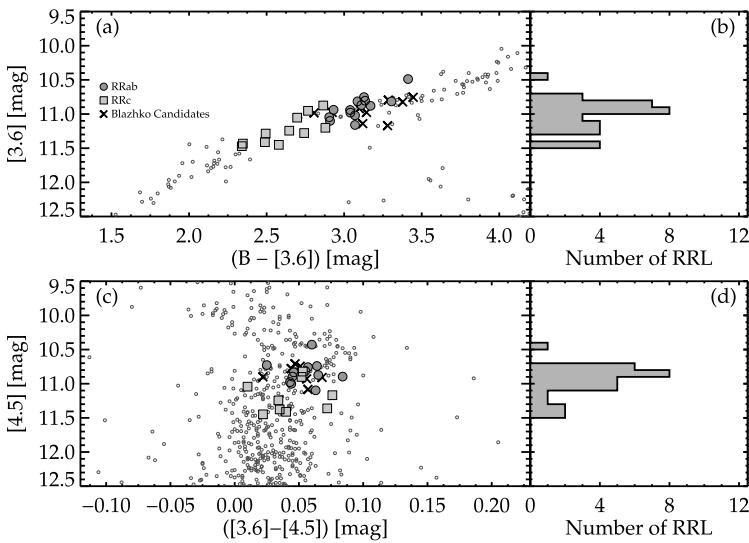 9.5
10.0
10.5
11.0
11.5
12.0
12.5
[3.6] [mag]
(a)
RRab
RRc
Blazhko Candidates
1.5 2.0 2.5 3.0 3.5 4.0
(B − [3.6]) [mag]
(b)
0 4 8 12
Number of RRL
9.5
10.0
10.5
11.0
11.5
12.0
12.5
[4.5] [mag]
(c)
−0.10 −0.05 0.00 0.05 0.10 0.15 0.20
([3.6]−[4.5]) [mag]
(d)
0 4 8 12
Number of RRL